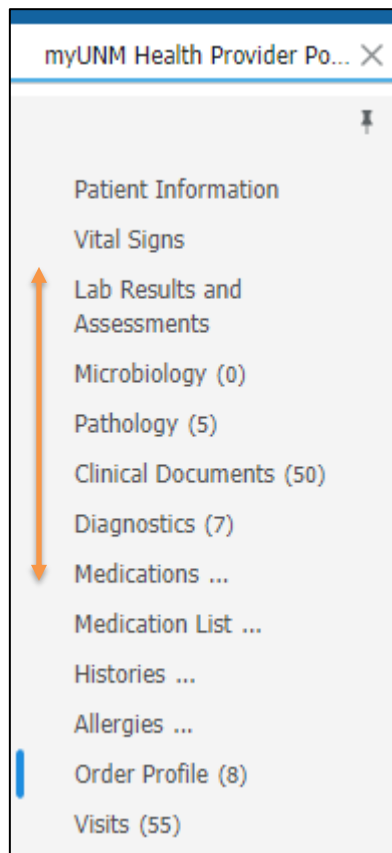 myUNM Health Provider Po...
Patient Information
Vital Signs
Lab Results and
Assessments
Microbiology (0)
Pathology (5)
Clinical Documents (50)
Diagnostics (7)
Medications ...
Medication List ...
Histories ...
Allergies ...
Order Profile (8)
Visits (55)